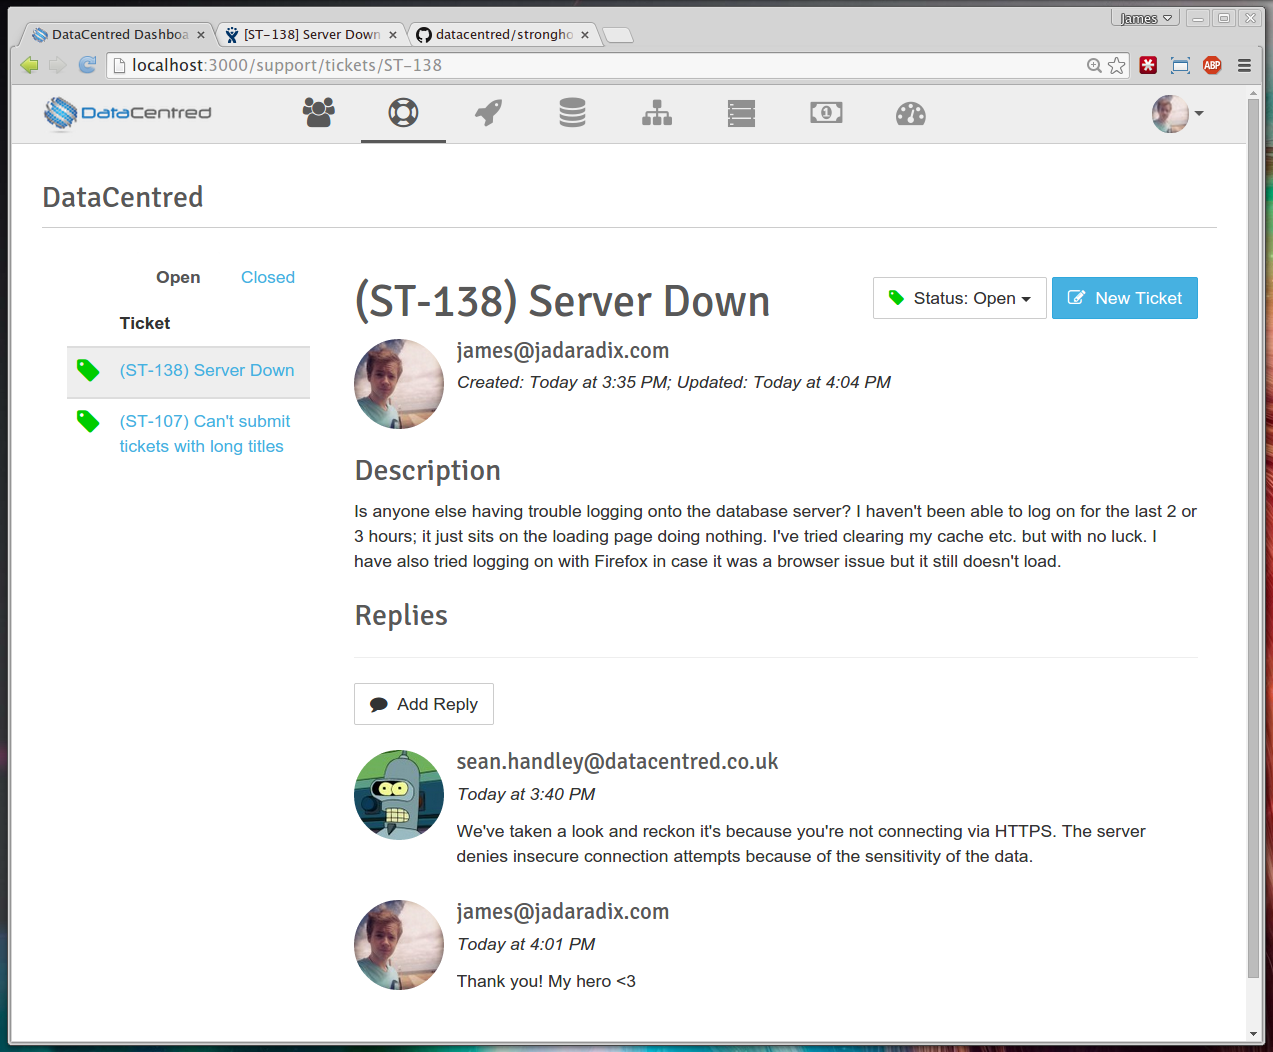 James
DataCentred Dashboa
[ST-138] Server Down
datacentred/strongho
localhost:3000/support/tickets/ST-138
ABP
DataCentred
1
DataCentred
Open Closed
Ticket
(ST-138) Server Down
(ST-107) Can't submit
tickets with long titles
(ST-138) Server Down
Status: Open
New Ticket
james@jadaradix.com
Created: Today at 3:35 PM; Updated: Today at 4:04 PM
Description
Is anyone else having trouble logging onto the database server? I haven't been able to log on for the last 2 or
3 hours; it just sits on the loading page doing nothing. I've tried clearing my cache etc. but with no luck. I
have also tried logging on with Firefox in case it was a browser issue but it still doesn't load.
Replies
Add Reply
sean.handley@datacentred.co.uk
Today at 3:40 PM
We've taken a look and reckon it's because you're not connecting via HTTPS. The server
denies insecure connection attempts because of the sensitivity of the data.
james@jadaradix.com
Today at 4:01 PM
Thank you! My hero <3